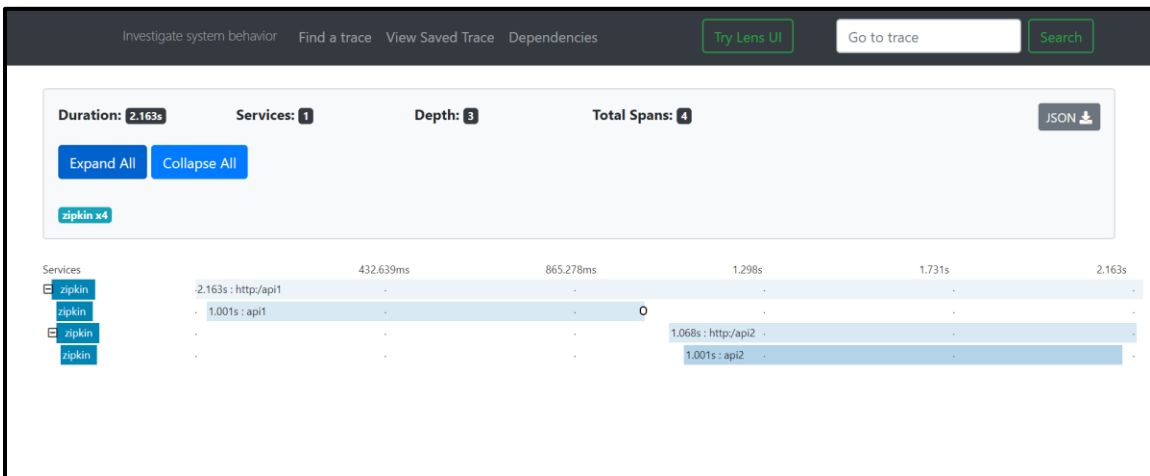 Investigate system behavior Find a trace View Saved Trace Dependencies Try Lens UI Go to trace Search
Duration: 2.163s Services: 1 Depth: 3 Total Spans: 4 JSON
Expand All Collapse All
zipkin x4
Services 432.639ms 865.278ms 1.298s 1.731s 2.163s
zipkin 2.163s : http:/api1
zipkin 1.001s : api1
zipkin 1.068s : http:/api2
zipkin 1.001s : api2